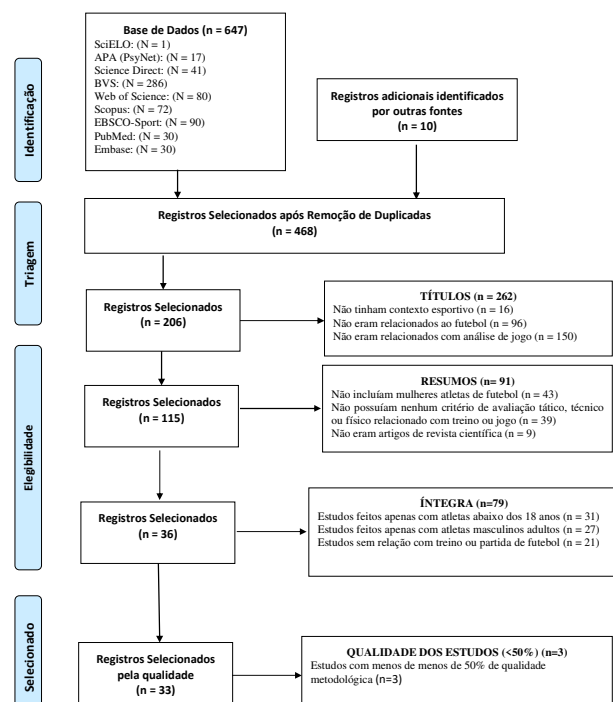 Identificação
Base de Dados (n = 647)
SciELO: (N = 1)
APA (PsyNet): (N = 17)
Science Direct: (N = 41)
BVS: (N = 286)
Web of Science: (N = 80)
Scopus: (N = 72)
EBSCO-Sport: (N = 90)
PubMed: (N = 30)
Embase: (N = 30)
Registros adicionais identificados
por outras fontes
(n = 10)
Triagem
Registros Selecionados após Remoção de Duplicadas
(n = 468)
Registros Selecionados
(n = 206)
TÍTULOS (n = 262)
Não tinham contexto esportivo (n = 16)
Não eram relacionados ao futebol (n = 96)
Não eram relacionados com análise de jogo (n = 150)
Elegibilidade
Registros Selecionados
(n = 115)
RESUMOS (n= 91)
Não incluíam mulheres atletas de futebol (n = 43)
Não possuíam nenhum critério de avaliação tático, técnico
ou físico relacionado com treino ou jogo (n = 39)
Não eram artigos de revista científica (n = 9)
Registros Selecionados
(n = 36)
ÍNTEGRA (n=79)
Estudos feitos apenas com atletas abaixo dos 18 anos (n = 31)
Estudos feitos apenas com atletas masculinos adultos (n = 27)
Estudos sem relação com treino ou partida de futebol (n = 21)
Selecionado
Registros Selecionados
pela qualidade
(n = 33)
QUALIDADE DOS ESTUDOS (<50%) (n=3)
Estudos com menos de menos de 50% de qualidade
metodológica (n=3)